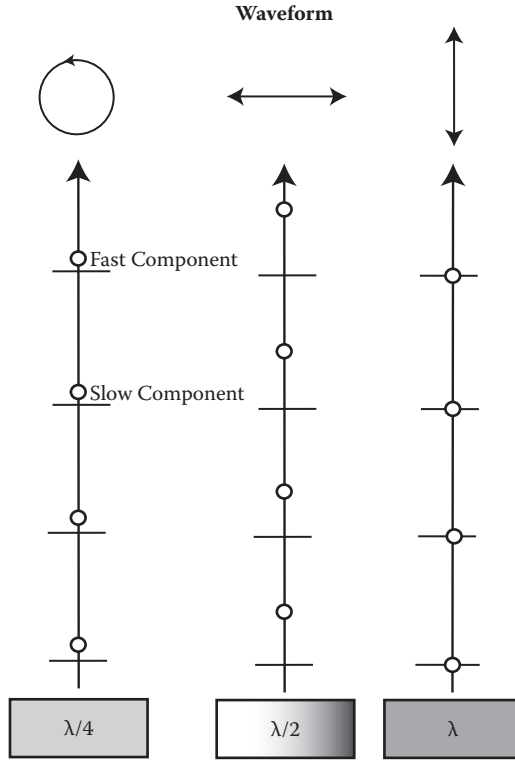 Waveform
Fast Component
Slow Component
λ/4
λ/2
λ